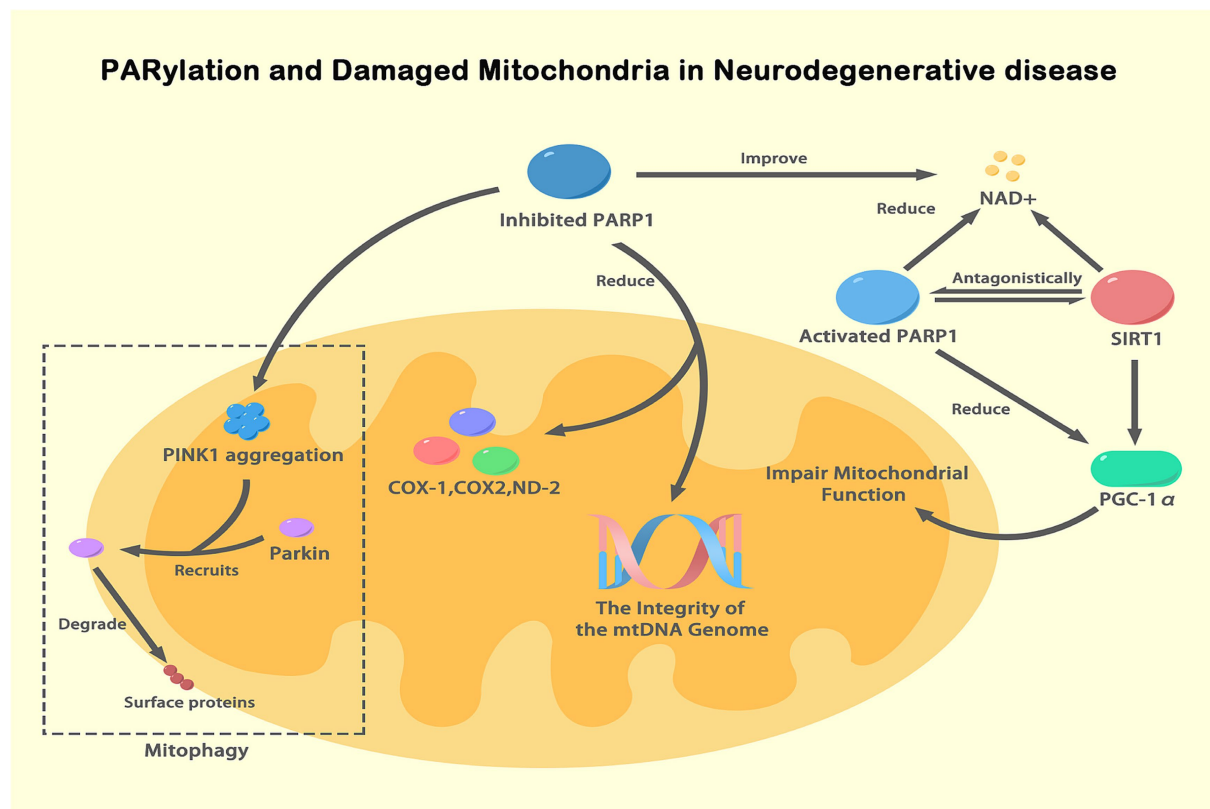 PARylation and Damaged Mitochondria in Neurodegenerative disease
Improve
NAD+
Inhibited PARP1
Reduce
Reduce
Antagonistically
Activated PARP1
SIRT1
Reduce
PINK1 aggregation
COX-1,COX2,ND-2
Impair Mitochondrial
Function
PGC-1α
Parkin
Recruits
The Integrity of
the mtDNA Genome
Degrade
Surface proteins
Mitophagy